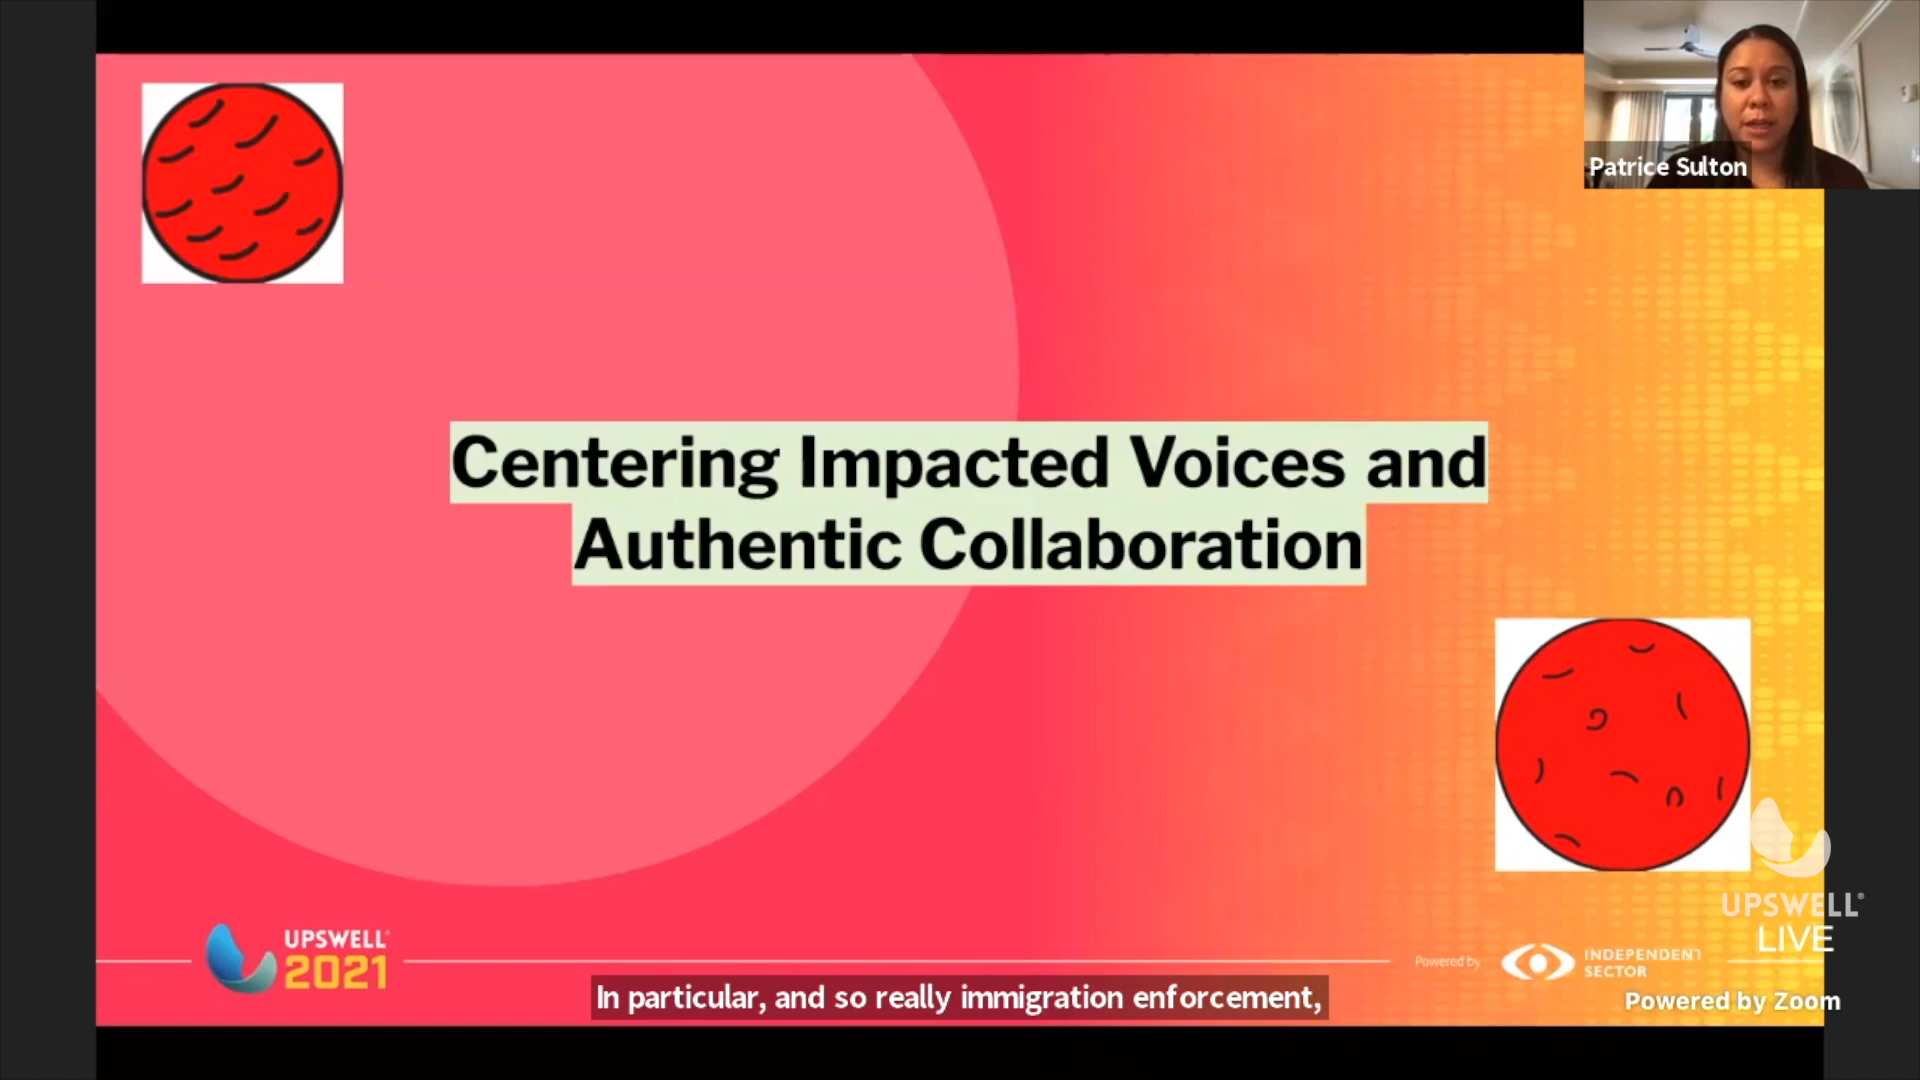 Patrice Sulton
Centering Impacted Voices and
Authentic Collaboration
UPSWELL®
LIVE
UPSWELL
2021
Powered by
INDEPENDENT
SECTOR
In particular, and so really immigration enforcement,
Powered by Zoom